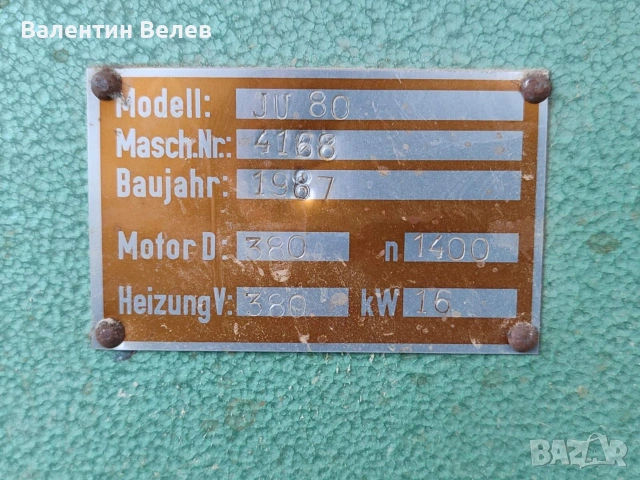 Валентин Велев
Modell: JU 80
Masch.Nr.: 4168
Baujahr: 1987
Motor D: 380 n 1400
Heizung V: 380 kW 16
BAZAR